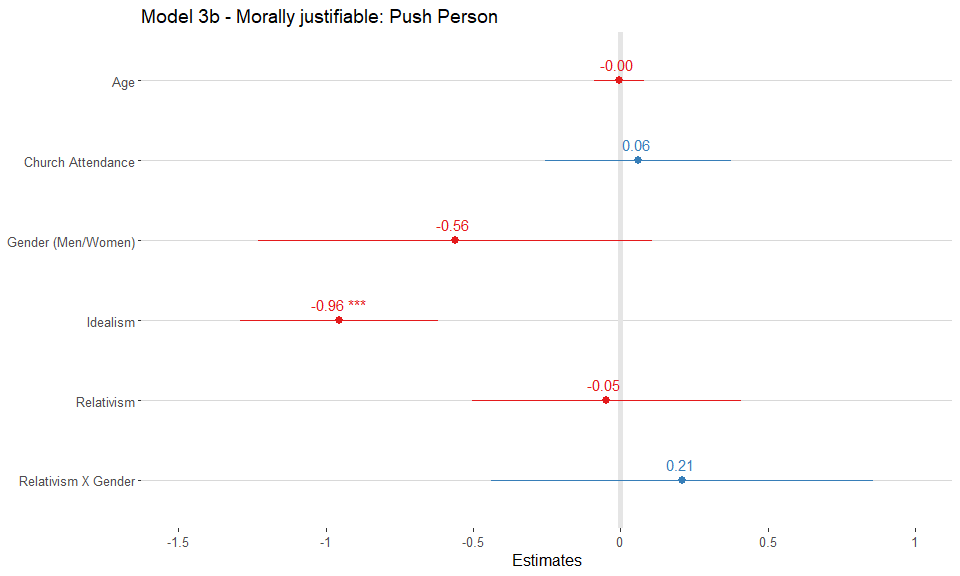 Model 3b - Morally justifiable: Push Person
-0.00
Age
0.06
Church Attendance
-0.56
Gender (Men/Women)
-0.96 ***
Idealism
-0.05
Relativism
0.21
Relativism X Gender
-1.5 -1 -0.5 0 0.5 1
Estimates